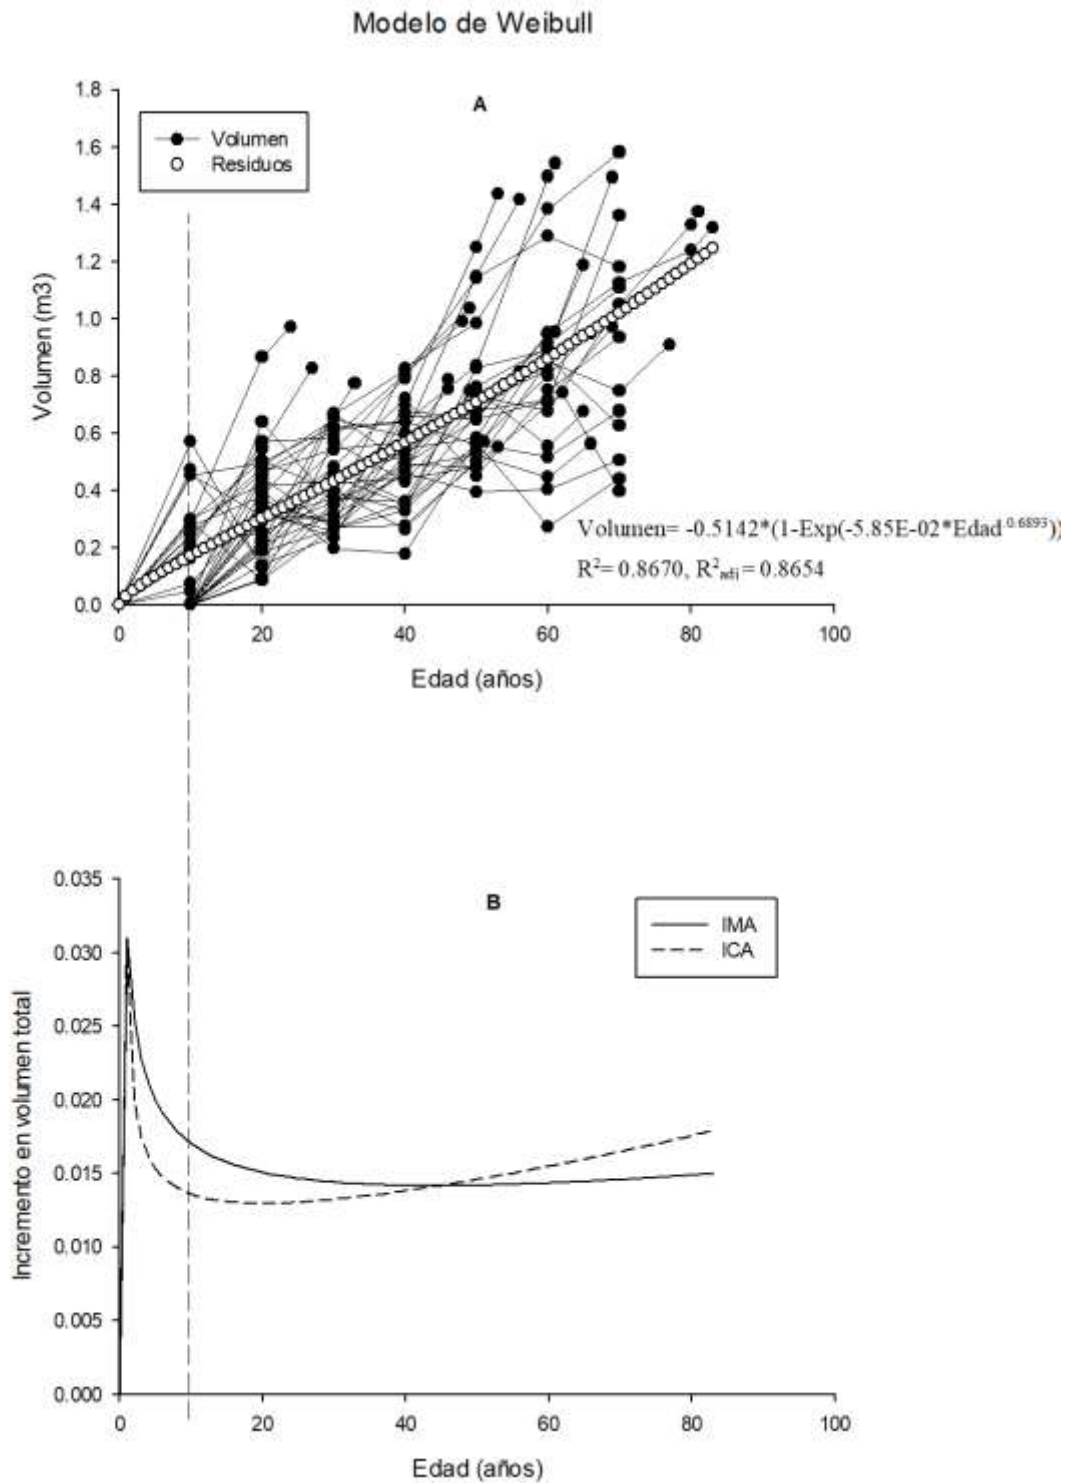 Modelo de Weibull
A
1.8
1.6
1.4
1.2
1.0
0.8
0.6
0.4
0.2
0.0
Volumen (m3)
Volumen
Residuos
Volumen= -0.5142*(1-Exp(-5.85E-02*Edad^0.6893))
R²= 0.8670, R²adj= 0.8654
0 20 40 60 80 100
Edad (años)
B
0.035
0.030
0.025
0.020
0.015
0.010
0.005
0.000
Incremento en volumen total
IMA
ICA
0 20 40 60 80 100
Edad (años)